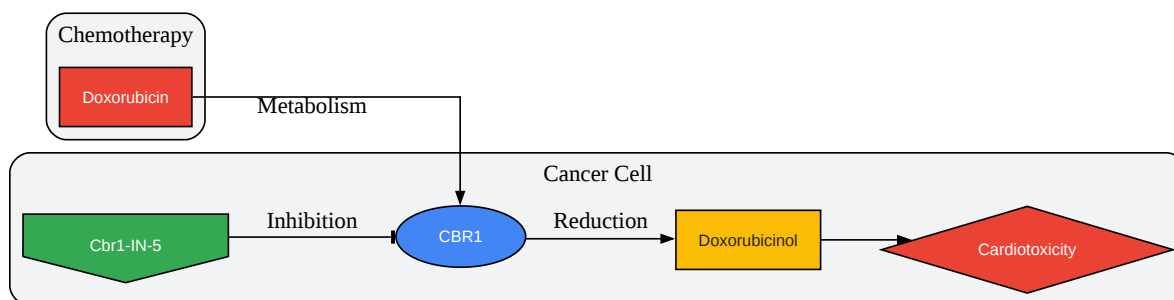 Chemotherapy
Doxorubicin
Metabolism
Cancer Cell
Cbr1-IN-5
Inhibition
CBR1
Reduction
Doxorubicinol
Cardiotoxicity